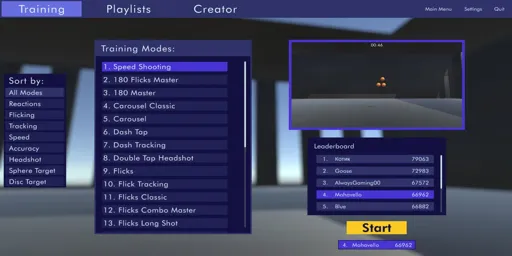 Training Playlists Creator Main Menu Settings Quit
Sort by:
All Modes
Reactions
Flicking
Tracking
Speed
Accuracy
Headshot
Sphere Target
Disc Target
Training Modes:
1. Speed Shooting
2. 180 Flicks Master
3. 180 Master
4. Carousel Classic
5. Carousel
6. Dash Tap
7. Dash Tracking
8. Double Tap Headshot
9. Flicks
10. Flick Tracking
11. Flicks Classic
12. Flicks Combo Master
13. Flicks Long Shot
Leaderboard
1. 79063
2. Goose 72983
3. AlwaysGaming00 67572
4. Mahavelia 66962
5. Blue 66882
Start
4. Mahavelia 66962